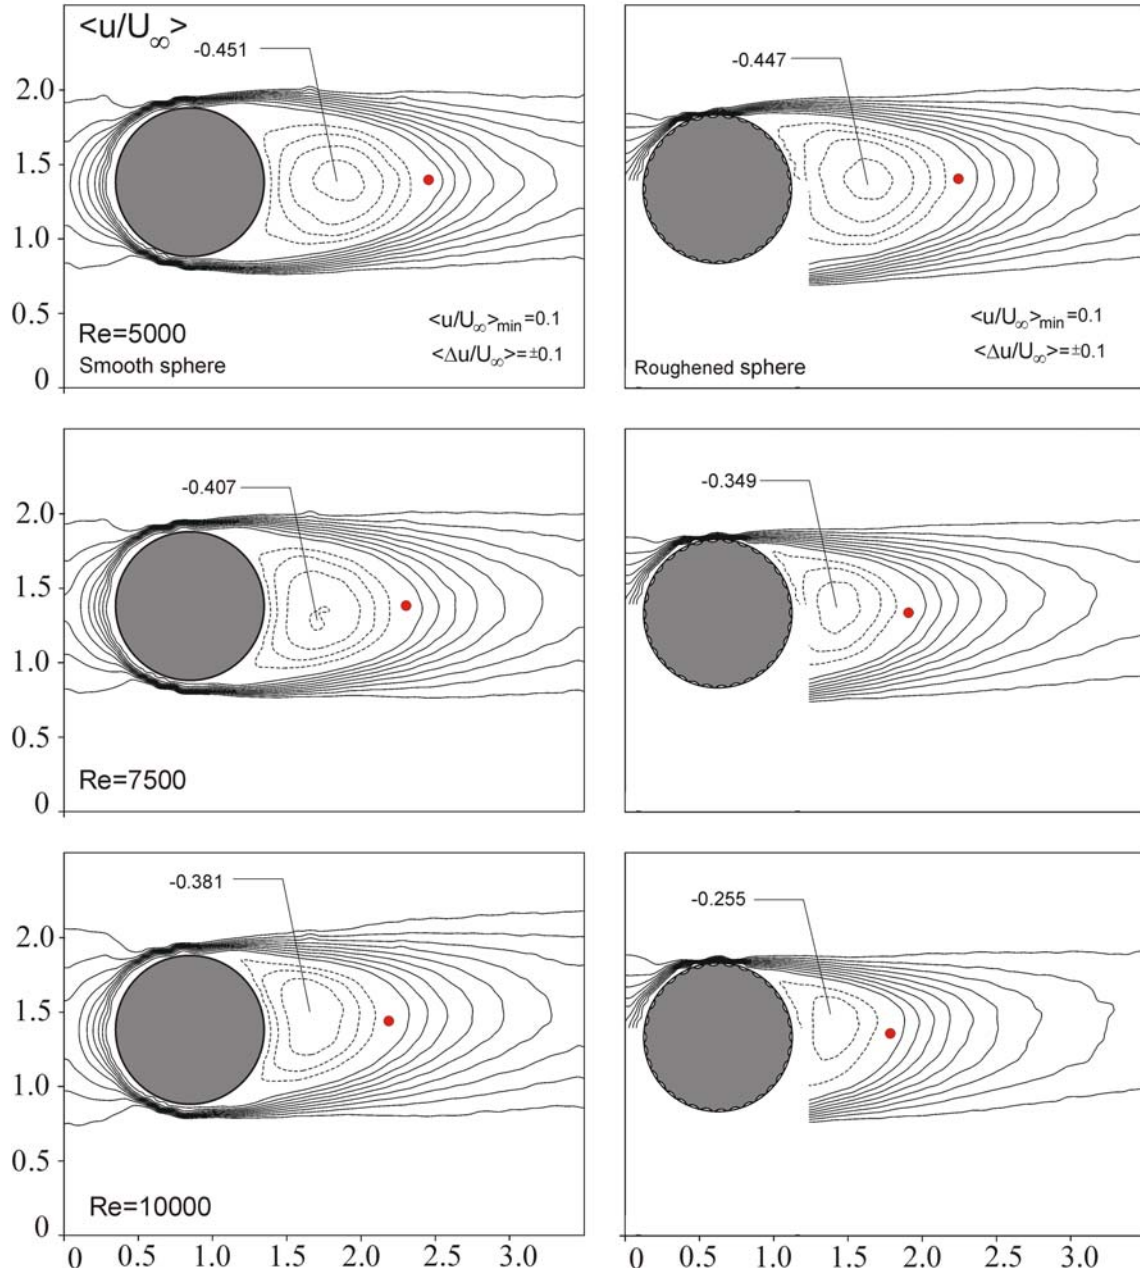 <u/U∞>
-0.451
-0.447
2.0
1.5
1.0
0.5
0
Re=5000
Smooth sphere
<u/U∞>min=0.1
<Δu/U∞>=±0.1
Roughened sphere
<u/U∞>min=0.1
<Δu/U∞>=±0.1
-0.407
-0.349
2.0
1.5
1.0
0.5
0
Re=7500
-0.381
-0.255
2.0
1.5
1.0
0.5
0
Re=10000
0 0.5 1.0 1.5 2.0 2.5 3.0
0 0.5 1.0 1.5 2.0 2.5 3.0